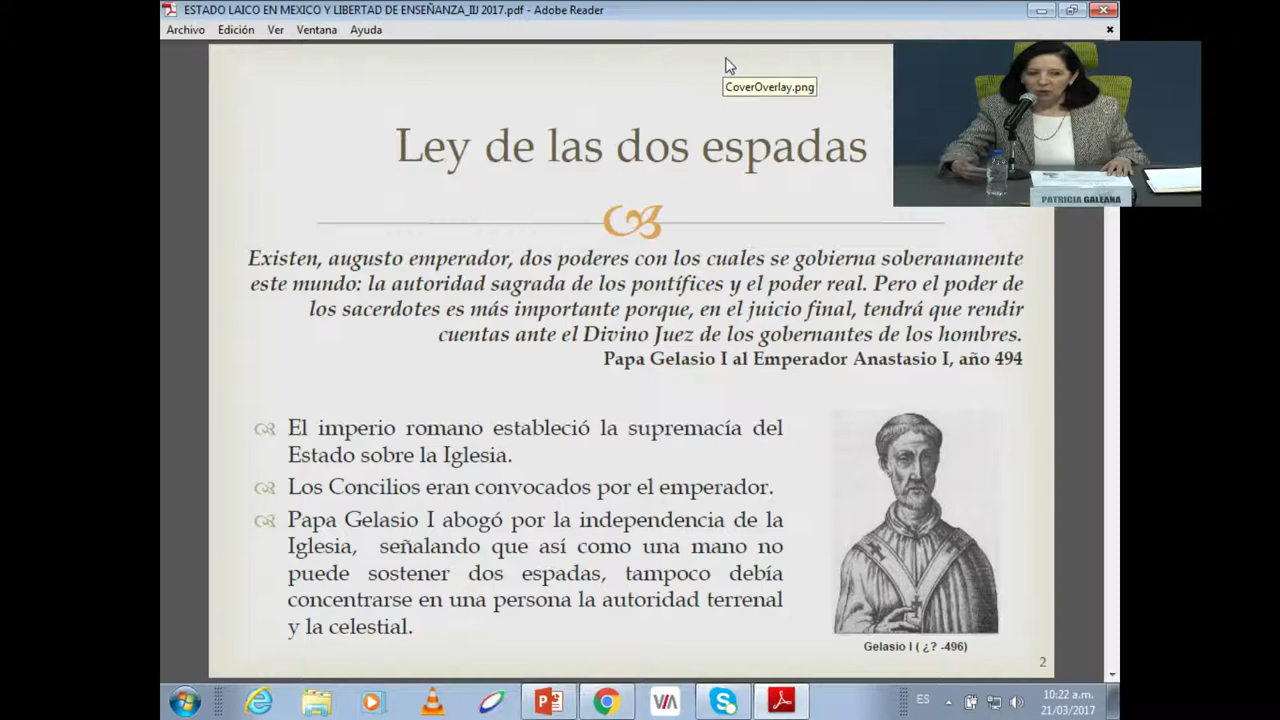 ESTADO LAICO EN MEXICO Y LIBERTAD DE ENSEÑANZA_IIJ 2017.pdf - Adobe Reader
Archivo Edición Ver Ventana Ayuda
CoverOverlay.png
Ley de las dos espadas
PATRICIA GALEANA
Existen, augusto emperador, dos poderes con los cuales se gobierna soberanamente
este mundo: la autoridad sagrada de los pontífices y el poder real. Pero el poder de
los sacerdotes es más importante porque, en el juicio final, tendrá que rendir
cuentas ante el Divino Juez de los gobernantes de los hombres.
Papa Gelasio I al Emperador Anastasio I, año 494
El imperio romano estableció la supremacía del
Estado sobre la Iglesia.
Los Concilios eran convocados por el emperador.
Papa Gelasio I abogó por la independencia de la
Iglesia, señalando que así como una mano no
puede sostener dos espadas, tampoco debía
concentrarse en una persona la autoridad terrenal
y la celestial.
Gelasio I ( ¿? -496)
2
VIA
ES
10:22 a.m.
21/03/2017